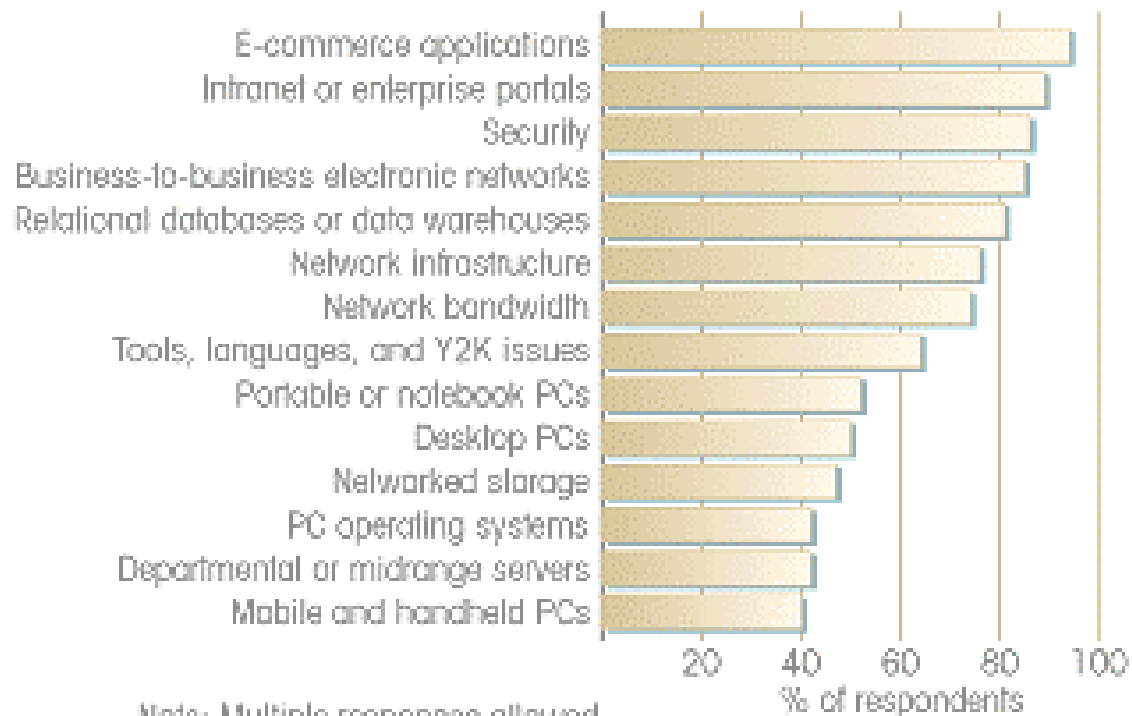 E-commerce applications
Intranet or enterprise portals
Security
Business-to-business electronic networks
Relational databases or data warehouses
Network infrastructure
Network bandwidth
Tools, languages, and Y2K issues
Portable or notebook PCs
Desktop PCs
Networked storage
PC operating systems
Departmental or midrange servers
Mobile and handheld PCs
20 40 60 80 100
% of respondents
Note: Multiple responses allowed